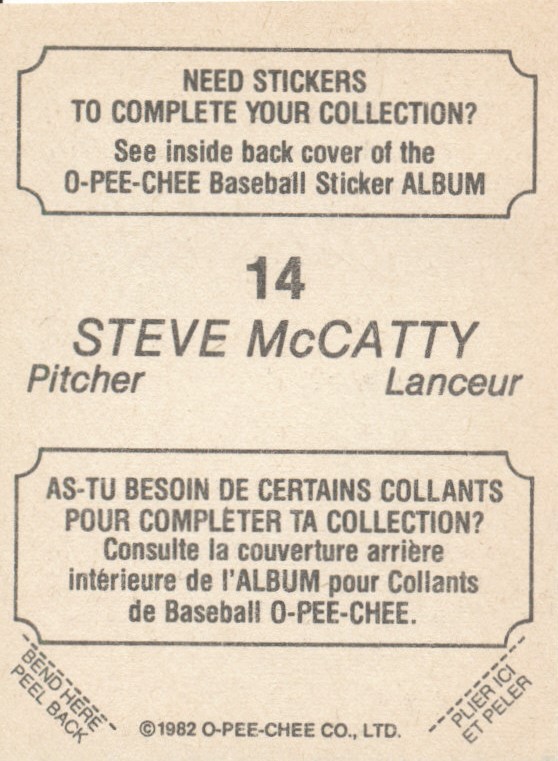 NEED STICKERS
TO COMPLETE YOUR COLLECTION?
See inside back cover of the
O-PEE-CHEE Baseball Sticker ALBUM
14
STEVE McCATTY
Pitcher Lanceur
AS-TU BESOIN DE CERTAINS COLLANTS
POUR COMPLÉTER TA COLLECTION?
Consulte la couverture arrière
intérieure de l'ALBUM pour Collants
de Baseball O-PEE-CHEE.
BEND HERE
PEEL BACK
©1982 O-PEE-CHEE CO., LTD.
PLIER ICI
ET PELER